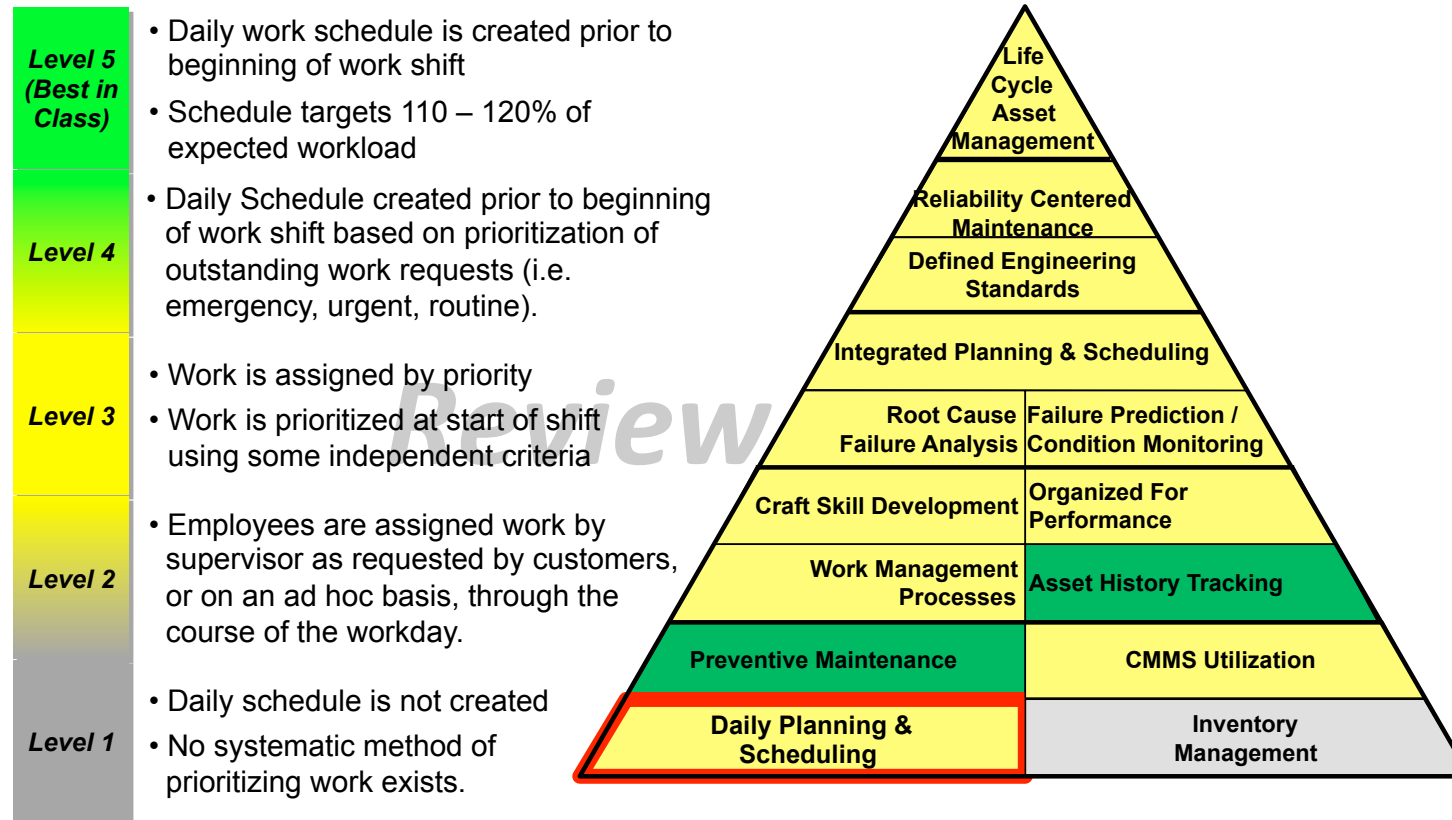 Level 5
(Best in
Class)
• Daily work schedule is created prior to
beginning of work shift
• Schedule targets 110 – 120% of
expected workload
Level 4
• Daily Schedule created prior to beginning
of work shift based on prioritization of
outstanding work requests (i.e.
emergency, urgent, routine).
Level 3
• Work is assigned by priority
• Work is prioritized at start of shift
using some independent criteria
Review
Level 2
• Employees are assigned work by
supervisor as requested by customers,
or on an ad hoc basis, through the
course of the workday.
Level 1
• Daily schedule is not created
• No systematic method of
prioritizing work exists.
Life
Cycle
Asset
Management
Reliability Centered
Maintenance
Defined Engineering
Standards
Integrated Planning & Scheduling
Root Cause
Failure Analysis
Failure Prediction /
Condition Monitoring
Craft Skill Development
Organized For
Performance
Work Management
Processes
Asset History Tracking
Preventive Maintenance
CMMS Utilization
Daily Planning &
Scheduling
Inventory
Management